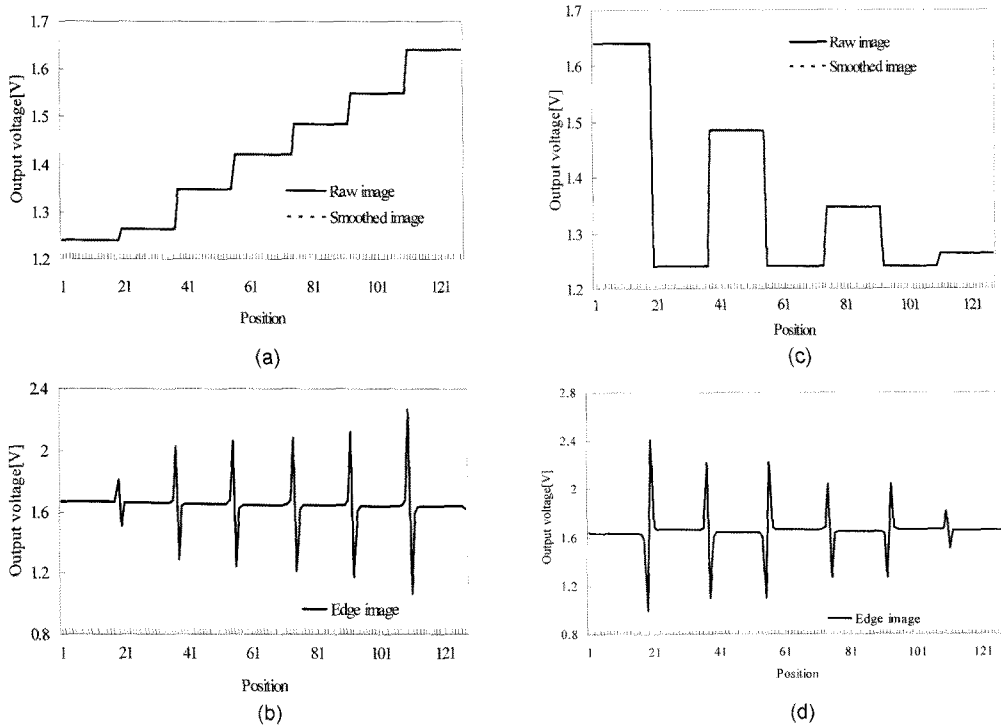 1.7
1.6
1.5
1.4
1.3
1.2
Output voltage[V]
Raw image
Smoothed image
1 21 41 61 81 101 121
Position
(a)
1.7
1.6
1.5
1.4
1.3
1.2
Output voltage[V]
Raw image
Smoothed image
1 21 41 61 81 101 121
Position
(c)
2.4
2
1.6
1.2
0.8
Output voltage[V]
Edge image
1 21 41 61 81 101 121
Position
(b)
2.8
2.4
2
1.6
1.2
0.8
Output voltage[V]
Edge image
1 21 41 61 81 101 121
Position
(d)